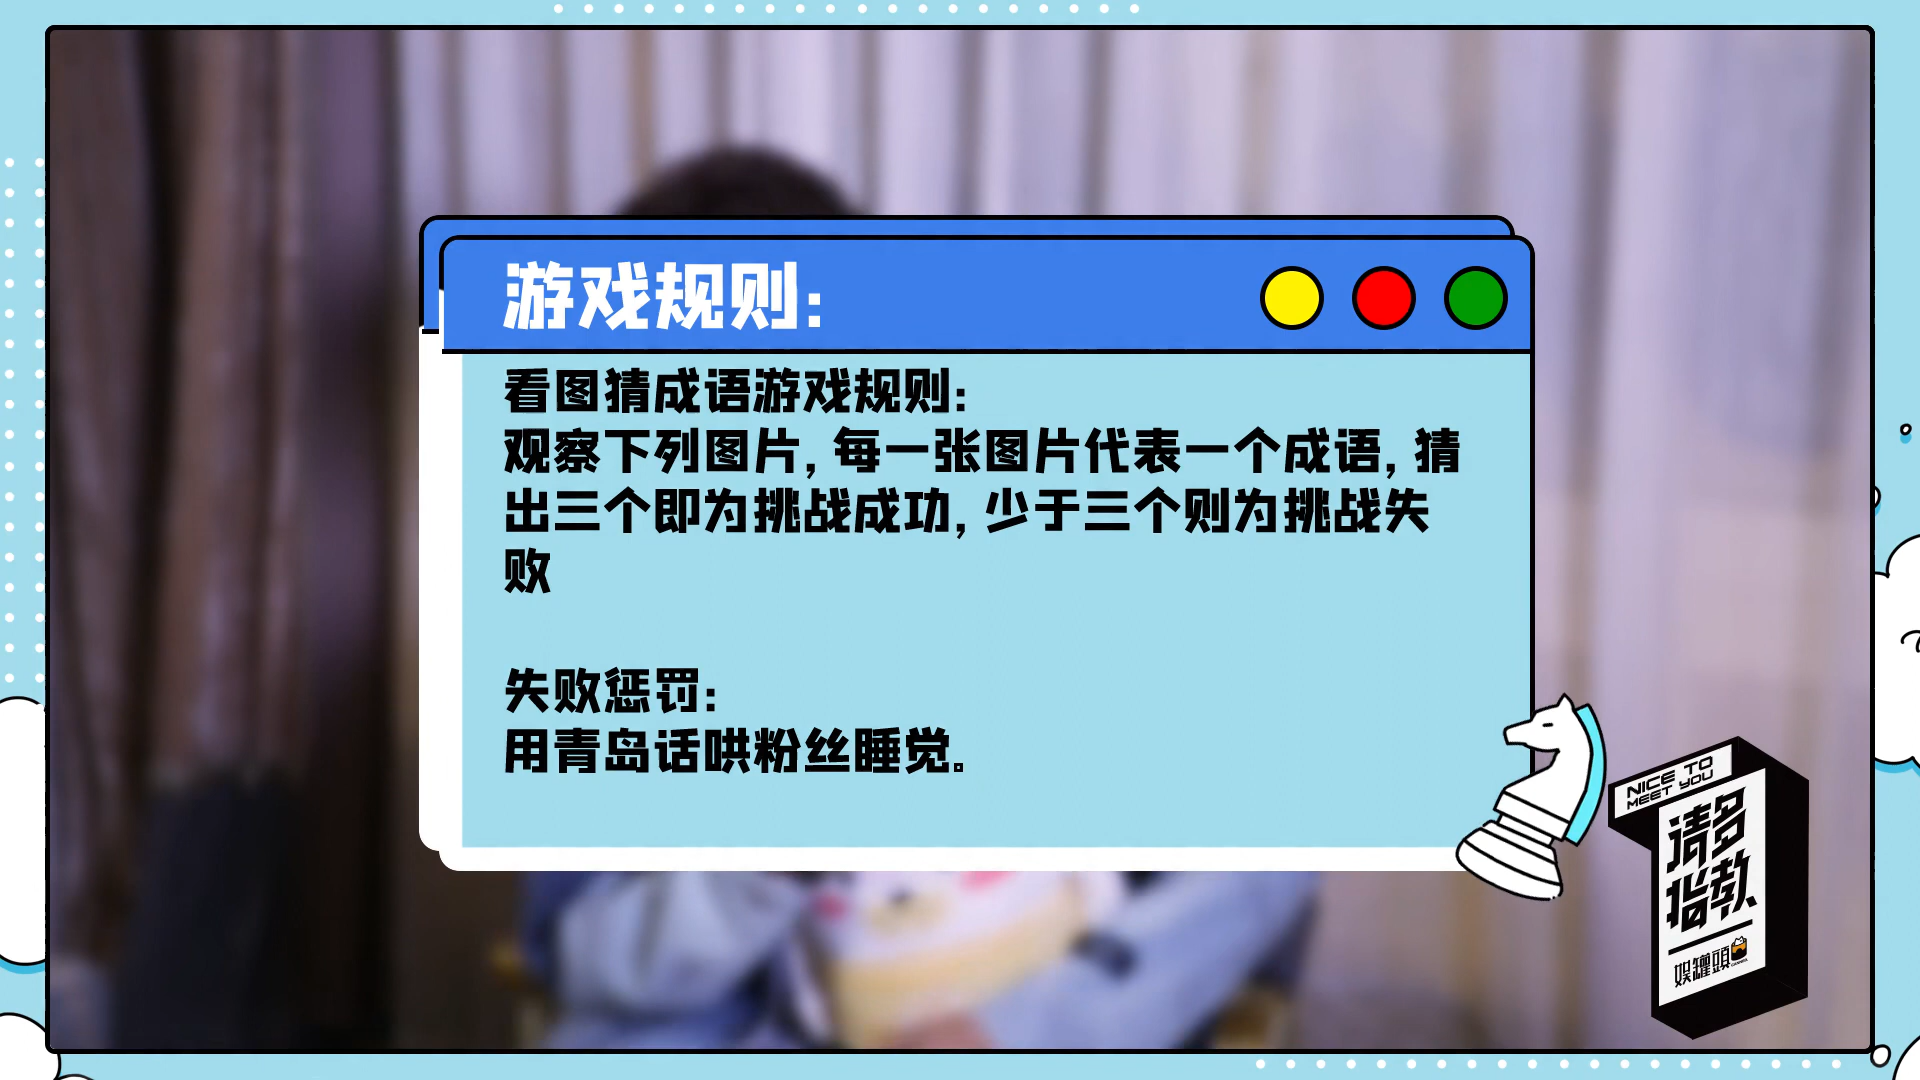 游戏规则:
看图猜成语游戏规则:
观察下列图片, 每一张图片代表一个成语, 猜
出三个即为挑战成功, 少于三个则为挑战失
败
失败惩罚:
用青岛话哄粉丝睡觉。
NICE TO
MEET YOU
请多
指教
娱罐頭